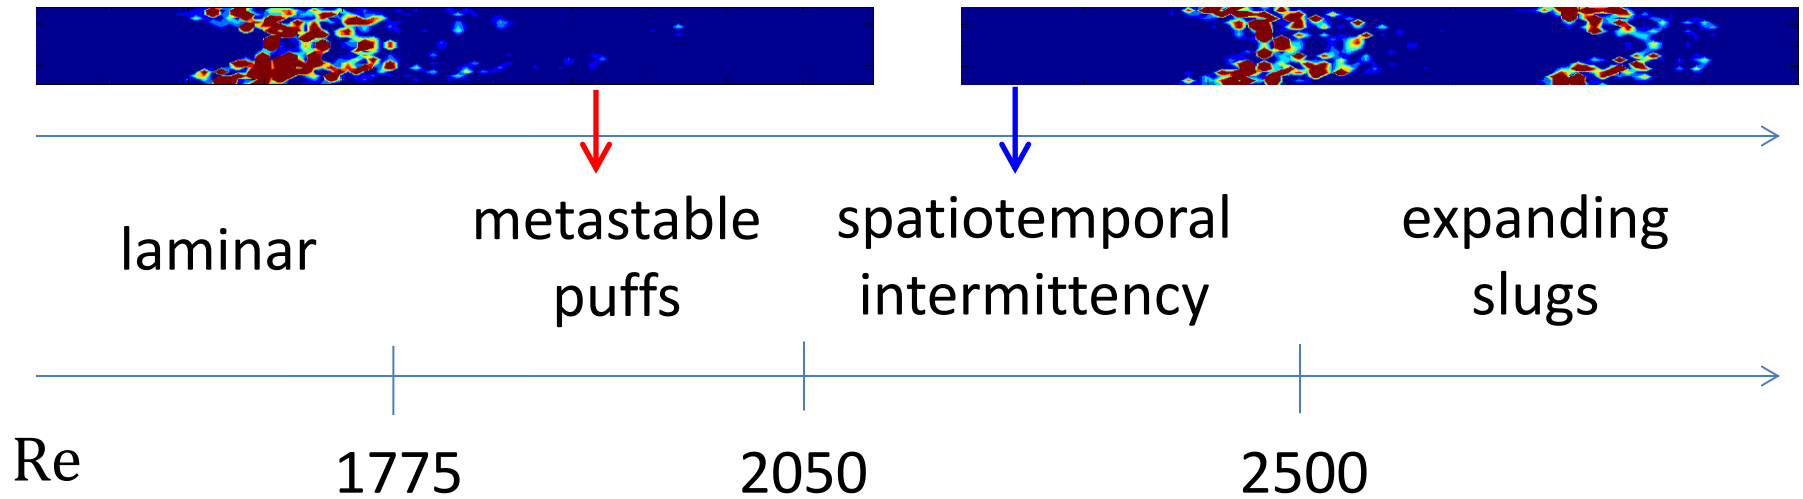 laminar
metastable
puffs
spatiotemporal
intermittency
expanding
slugs
Re
1775
2050
2500